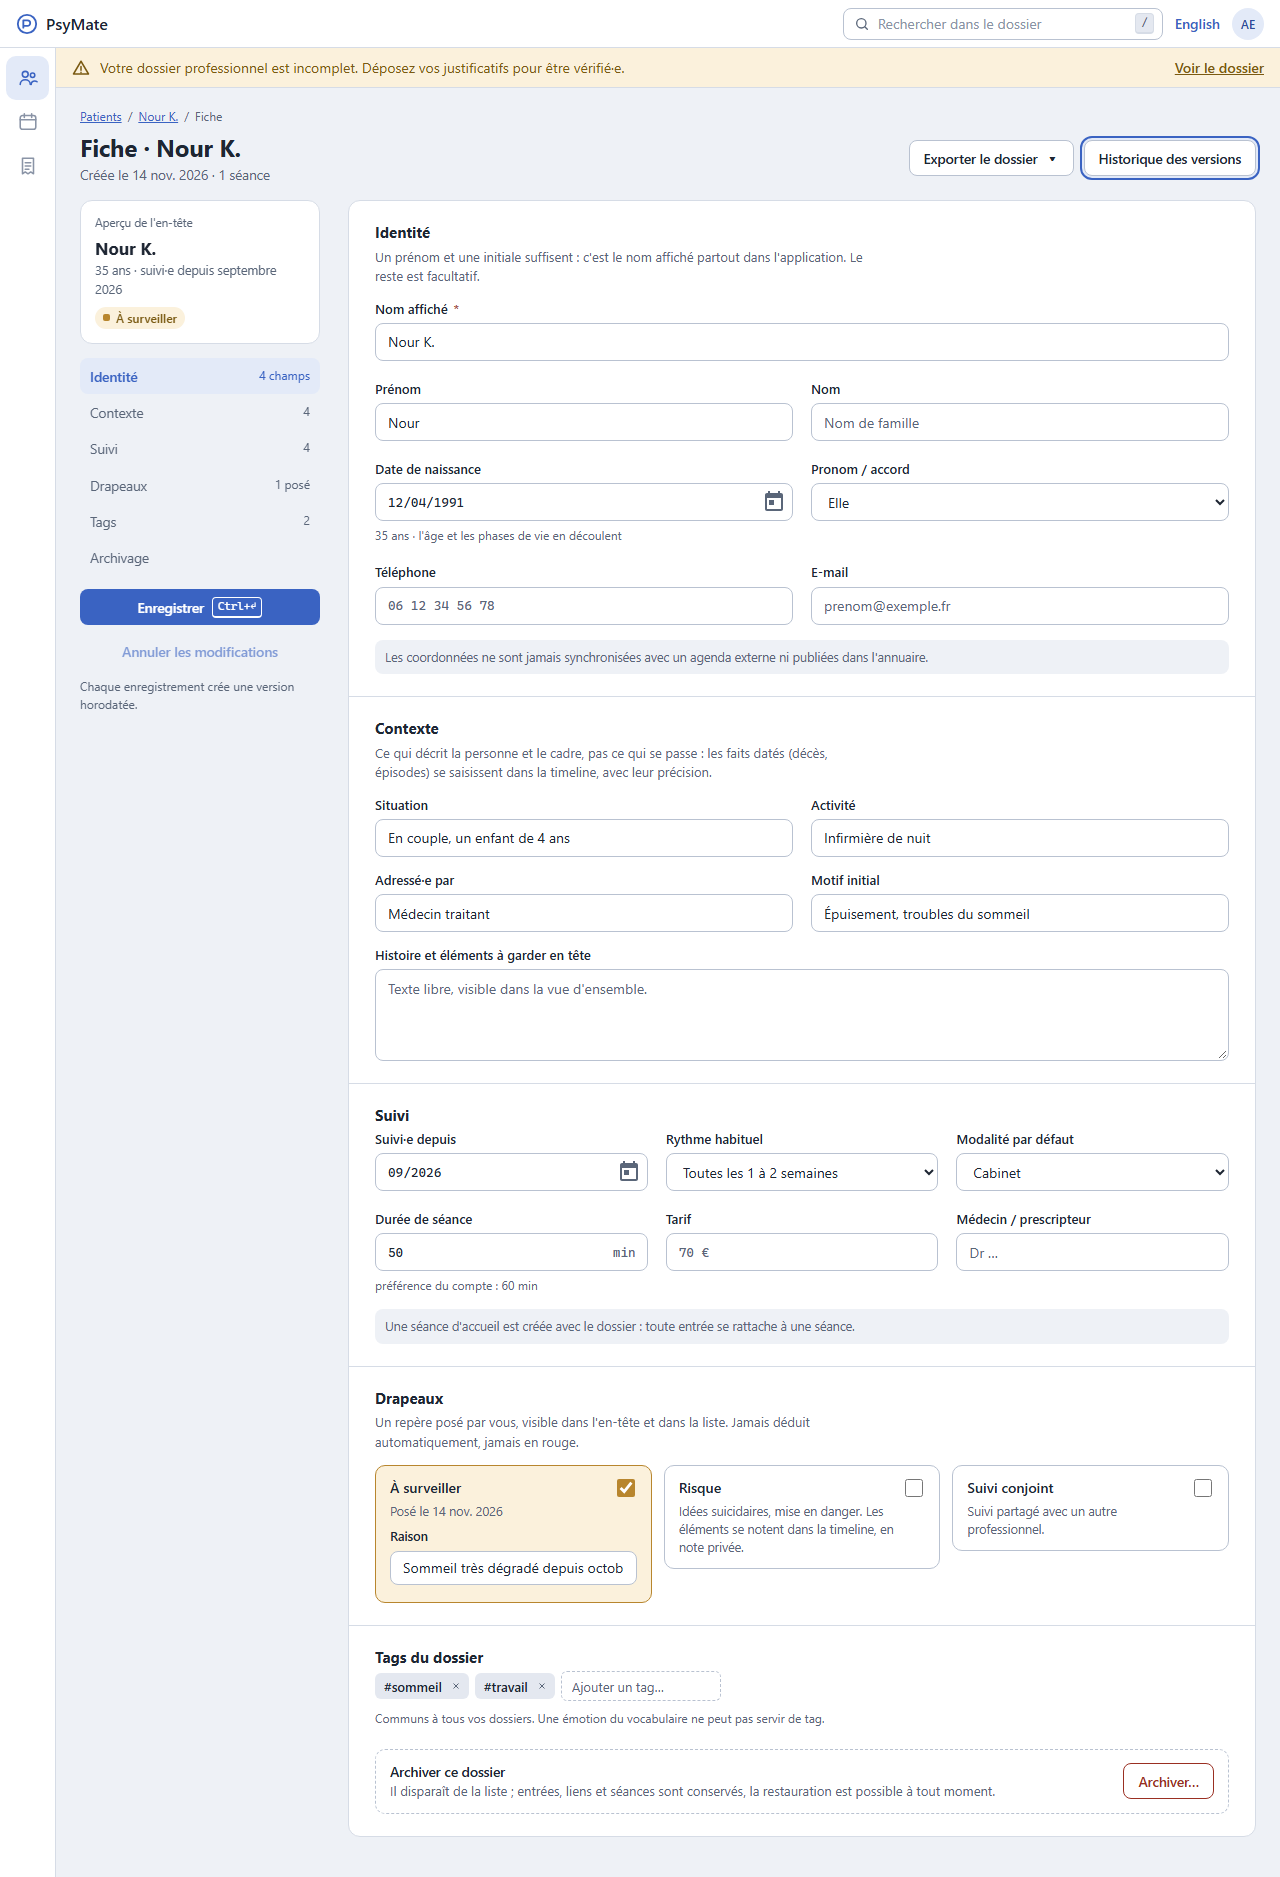 PsyMate
Rechercher dans le dossier
/
English
AE
Votre dossier professionnel est incomplet. Déposez vos justificatifs pour être vérifié·e.
Voir le dossier
Patients / Nour K. / Fiche
Fiche · Nour K.
Créée le 14 nov. 2026 · 1 séance
Exporter le dossier
Historique des versions
Aperçu de l'en-tête
Nour K.
35 ans · suivi·e depuis septembre
2026
À surveiller
Identité
4 champs
Contexte
4
Suivi
4
Drapeaux
1 posé
Tags
2
Archivage
Enregistrer Ctrl+↵
Annuler les modifications
Chaque enregistrement crée une version
horodatée.
Identité
Un prénom et une initiale suffisent : c'est le nom affiché partout dans l'application. Le
reste est facultatif.
Nom affiché *
Nour K.
Prénom
Nour
Nom
Nom de famille
Date de naissance
12/04/1991
35 ans · l'âge et les phases de vie en découlent
Pronom / accord
Elle
Téléphone
06 12 34 56 78
E-mail
prenom@exemple.fr
Les coordonnées ne sont jamais synchronisées avec un agenda externe ni publiées dans l'annuaire.
Contexte
Ce qui décrit la personne et le cadre, pas ce qui se passe : les faits datés (décès,
épisodes) se saisissent dans la timeline, avec leur précision.
Situation
En couple, un enfant de 4 ans
Activité
Infirmière de nuit
Adressé·e par
Médecin traitant
Motif initial
Épuisement, troubles du sommeil
Histoire et éléments à garder en tête
Texte libre, visible dans la vue d'ensemble.
Suivi
Suivi·e depuis
09/2026
Rythme habituel
Toutes les 1 à 2 semaines
Modalité par défaut
Cabinet
Durée de séance
50
min
préférence du compte : 60 min
Tarif
70 €
Médecin / prescripteur
Dr ...
Une séance d'accueil est créée avec le dossier : toute entrée se rattache à une séance.
Drapeaux
Un repère posé par vous, visible dans l'en-tête et dans la liste. Jamais déduit
automatiquement, jamais en rouge.
À surveiller
Posé le 14 nov. 2026
Raison
Sommeil très dégradé depuis octob
Risque
Idées suicidaires, mise en danger. Les
éléments se notent dans la timeline, en
note privée.
Suivi conjoint
Suivi partagé avec un autre
professionnel.
Tags du dossier
#sommeil ×
#travail ×
Ajouter un tag...
Communs à tous vos dossiers. Une émotion du vocabulaire ne peut pas servir de tag.
Archiver ce dossier
Il disparaît de la liste ; entrées, liens et séances sont conservés, la restauration est possible à tout moment.
Archiver...